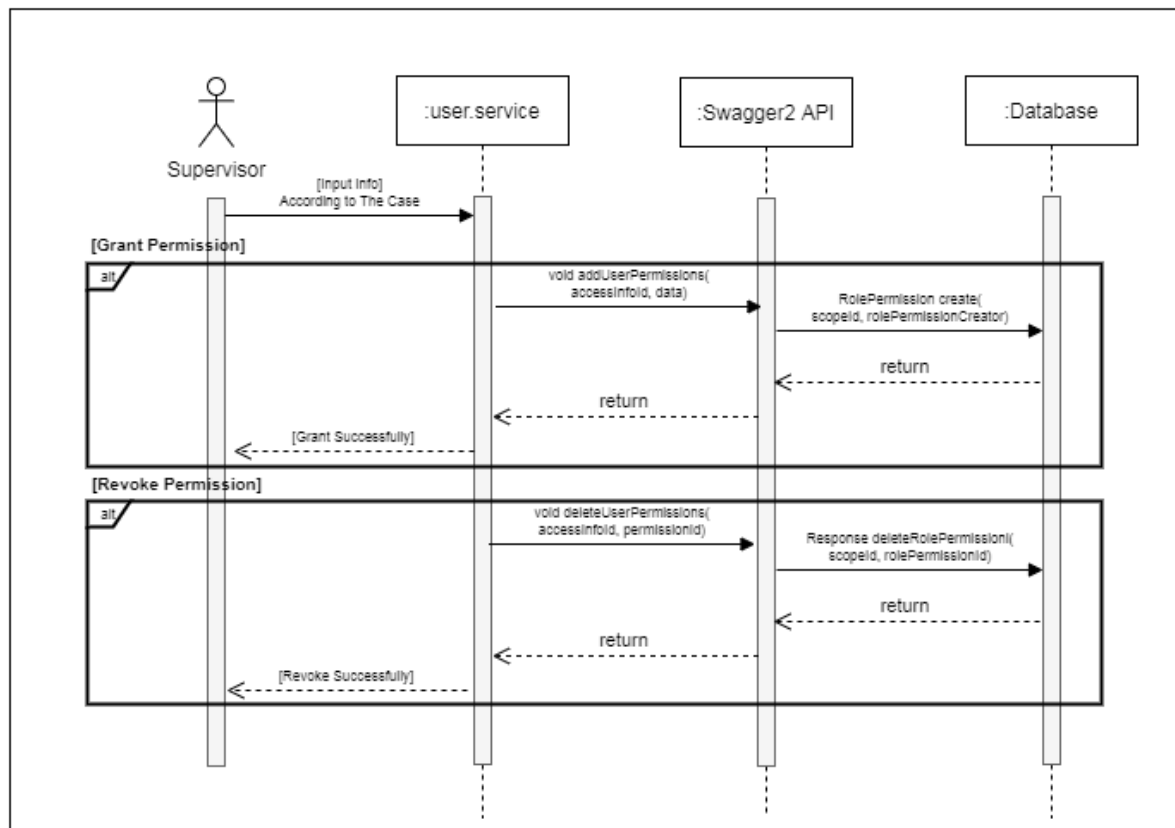 :user.service
:Swagger2 API
:Database
Supervisor
[Input Info]
According to The Case
[Grant Permission]
alt
void addUserPermissions(
accessInfoId, data)
RolePermission create(
scopeId, rolePermissionCreator)
return
return
[Grant Successfully]
[Revoke Permission]
alt
void deleteUserPermissions(
accessInfoId, permissionId)
Response deleteRolePermissionI(
scopeId, rolePermissionId)
return
return
[Revoke Successfully]